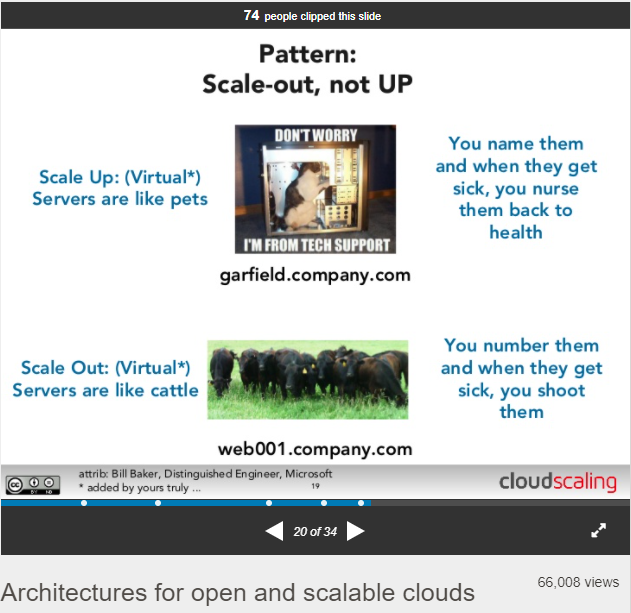 74 people clipped this slide
Pattern:
Scale-out, not UP
Scale Up: (Virtual*)
Servers are like pets
DON'T WORRY
I'M FROM TECH SUPPORT
garfield.company.com
You name them
and when they get
sick, you nurse
them back to
health
Scale Out: (Virtual*)
Servers are like cattle
web001.company.com
You number them
and when they get
sick, you shoot
them
cc
BY ND
attrib: Bill Baker, Distinguished Engineer, Microsoft
* added by yours truly ...
19
cloudscaling
20 of 34
Architectures for open and scalable clouds
66,008 views